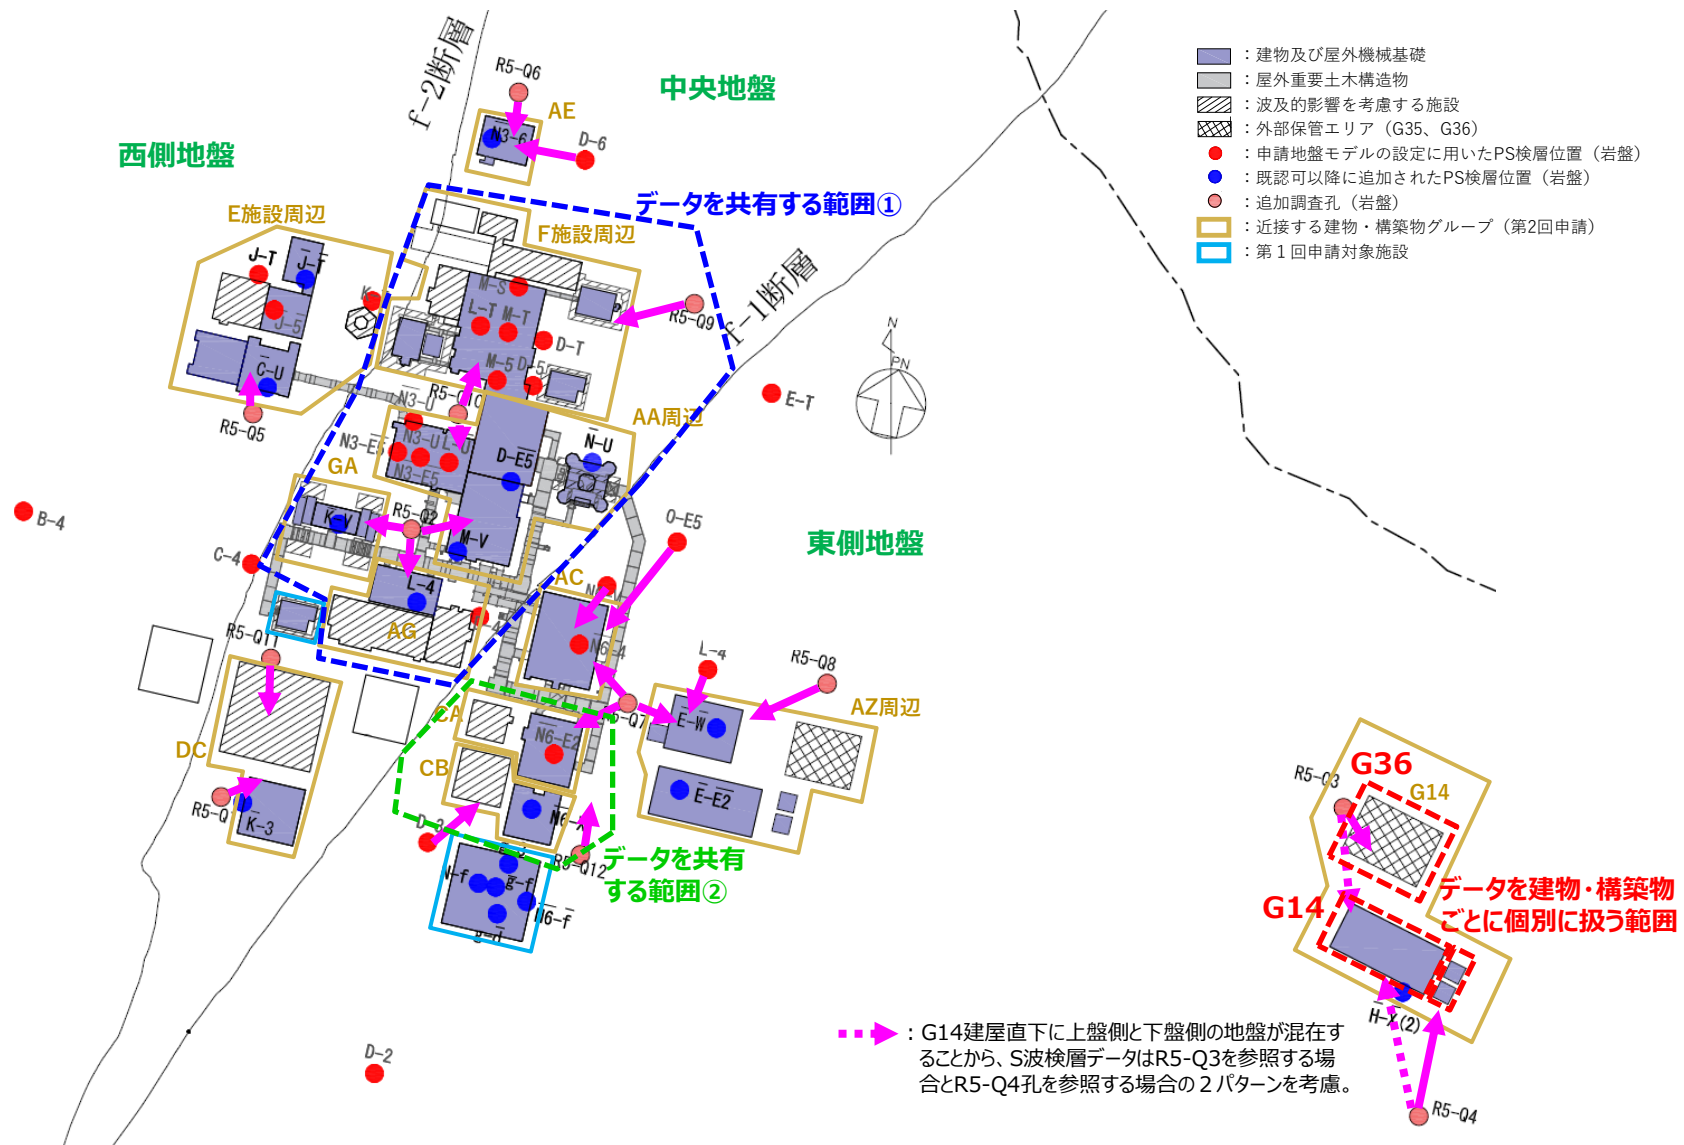 f-2断層
R5-Q6
中央地盤
AE
N3-6
D-6
西側地盤
：建物及び屋外機械基礎
：屋外重要土木構造物
：波及的影響を考慮する施設
：外部保管エリア（G35、G36）
：申請地盤モデルの設定に用いたPS検層位置（岩盤）
：既認可以降に追加されたPS検層位置（岩盤）
：追加調査孔（岩盤）
：近接する建物・構築物グループ（第2回申請）
：第１回申請対象施設
データを共有する範囲①
E施設周辺
F施設周辺
J-T
J-T
J-5
C-U
R5-Q5
M-S
L-T
M-T
D-T
M-5
D-5
R5-Q9
f-1断層
N
PN
E-T
R5-Q10
N3-U
AA周辺
N3-E5
N3-U
L-U
N3-E5
D-E5
N-U
GA
K-V
R5-Q2
M-V
B-4
C-4
O-E5
東側地盤
AC
L-4
AG
N6-4
R5-Q11
L-4
R5-Q8
AZ周辺
R5-Q7
E-W
E-E2
CA
N6-E2
CB
DC
K-3
D-3
R5-Q12
データを共有
する範囲②
g-f
N6-f
R5-Q3
G36
G14
G14
データを建物・構築物
ごとに個別に扱う範囲
H-X(2)
R5-Q4
D-2
：G14建屋直下に上盤側と下盤側の地盤が混在す
ることから、S波検層データはR5-Q3を参照する場
合とR5-Q4孔を参照する場合の２パターンを考慮。